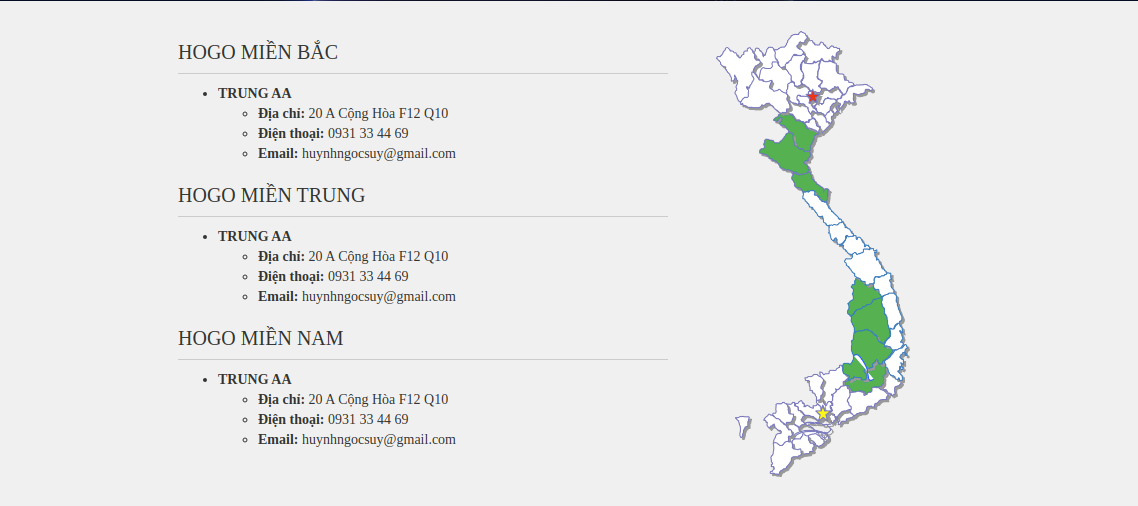 HOGO MIỀN BẮC
TRUNG AA
Địa chỉ: 20 A Cộng Hòa F12 Q10
Điện thoại: 0931 33 44 69
Email: huynhngocsuy@gmail.com
HOGO MIỀN TRUNG
TRUNG AA
Địa chỉ: 20 A Cộng Hòa F12 Q10
Điện thoại: 0931 33 44 69
Email: huynhngocsuy@gmail.com
HOGO MIỀN NAM
TRUNG AA
Địa chỉ: 20 A Cộng Hòa F12 Q10
Điện thoại: 0931 33 44 69
Email: huynhngocsuy@gmail.com